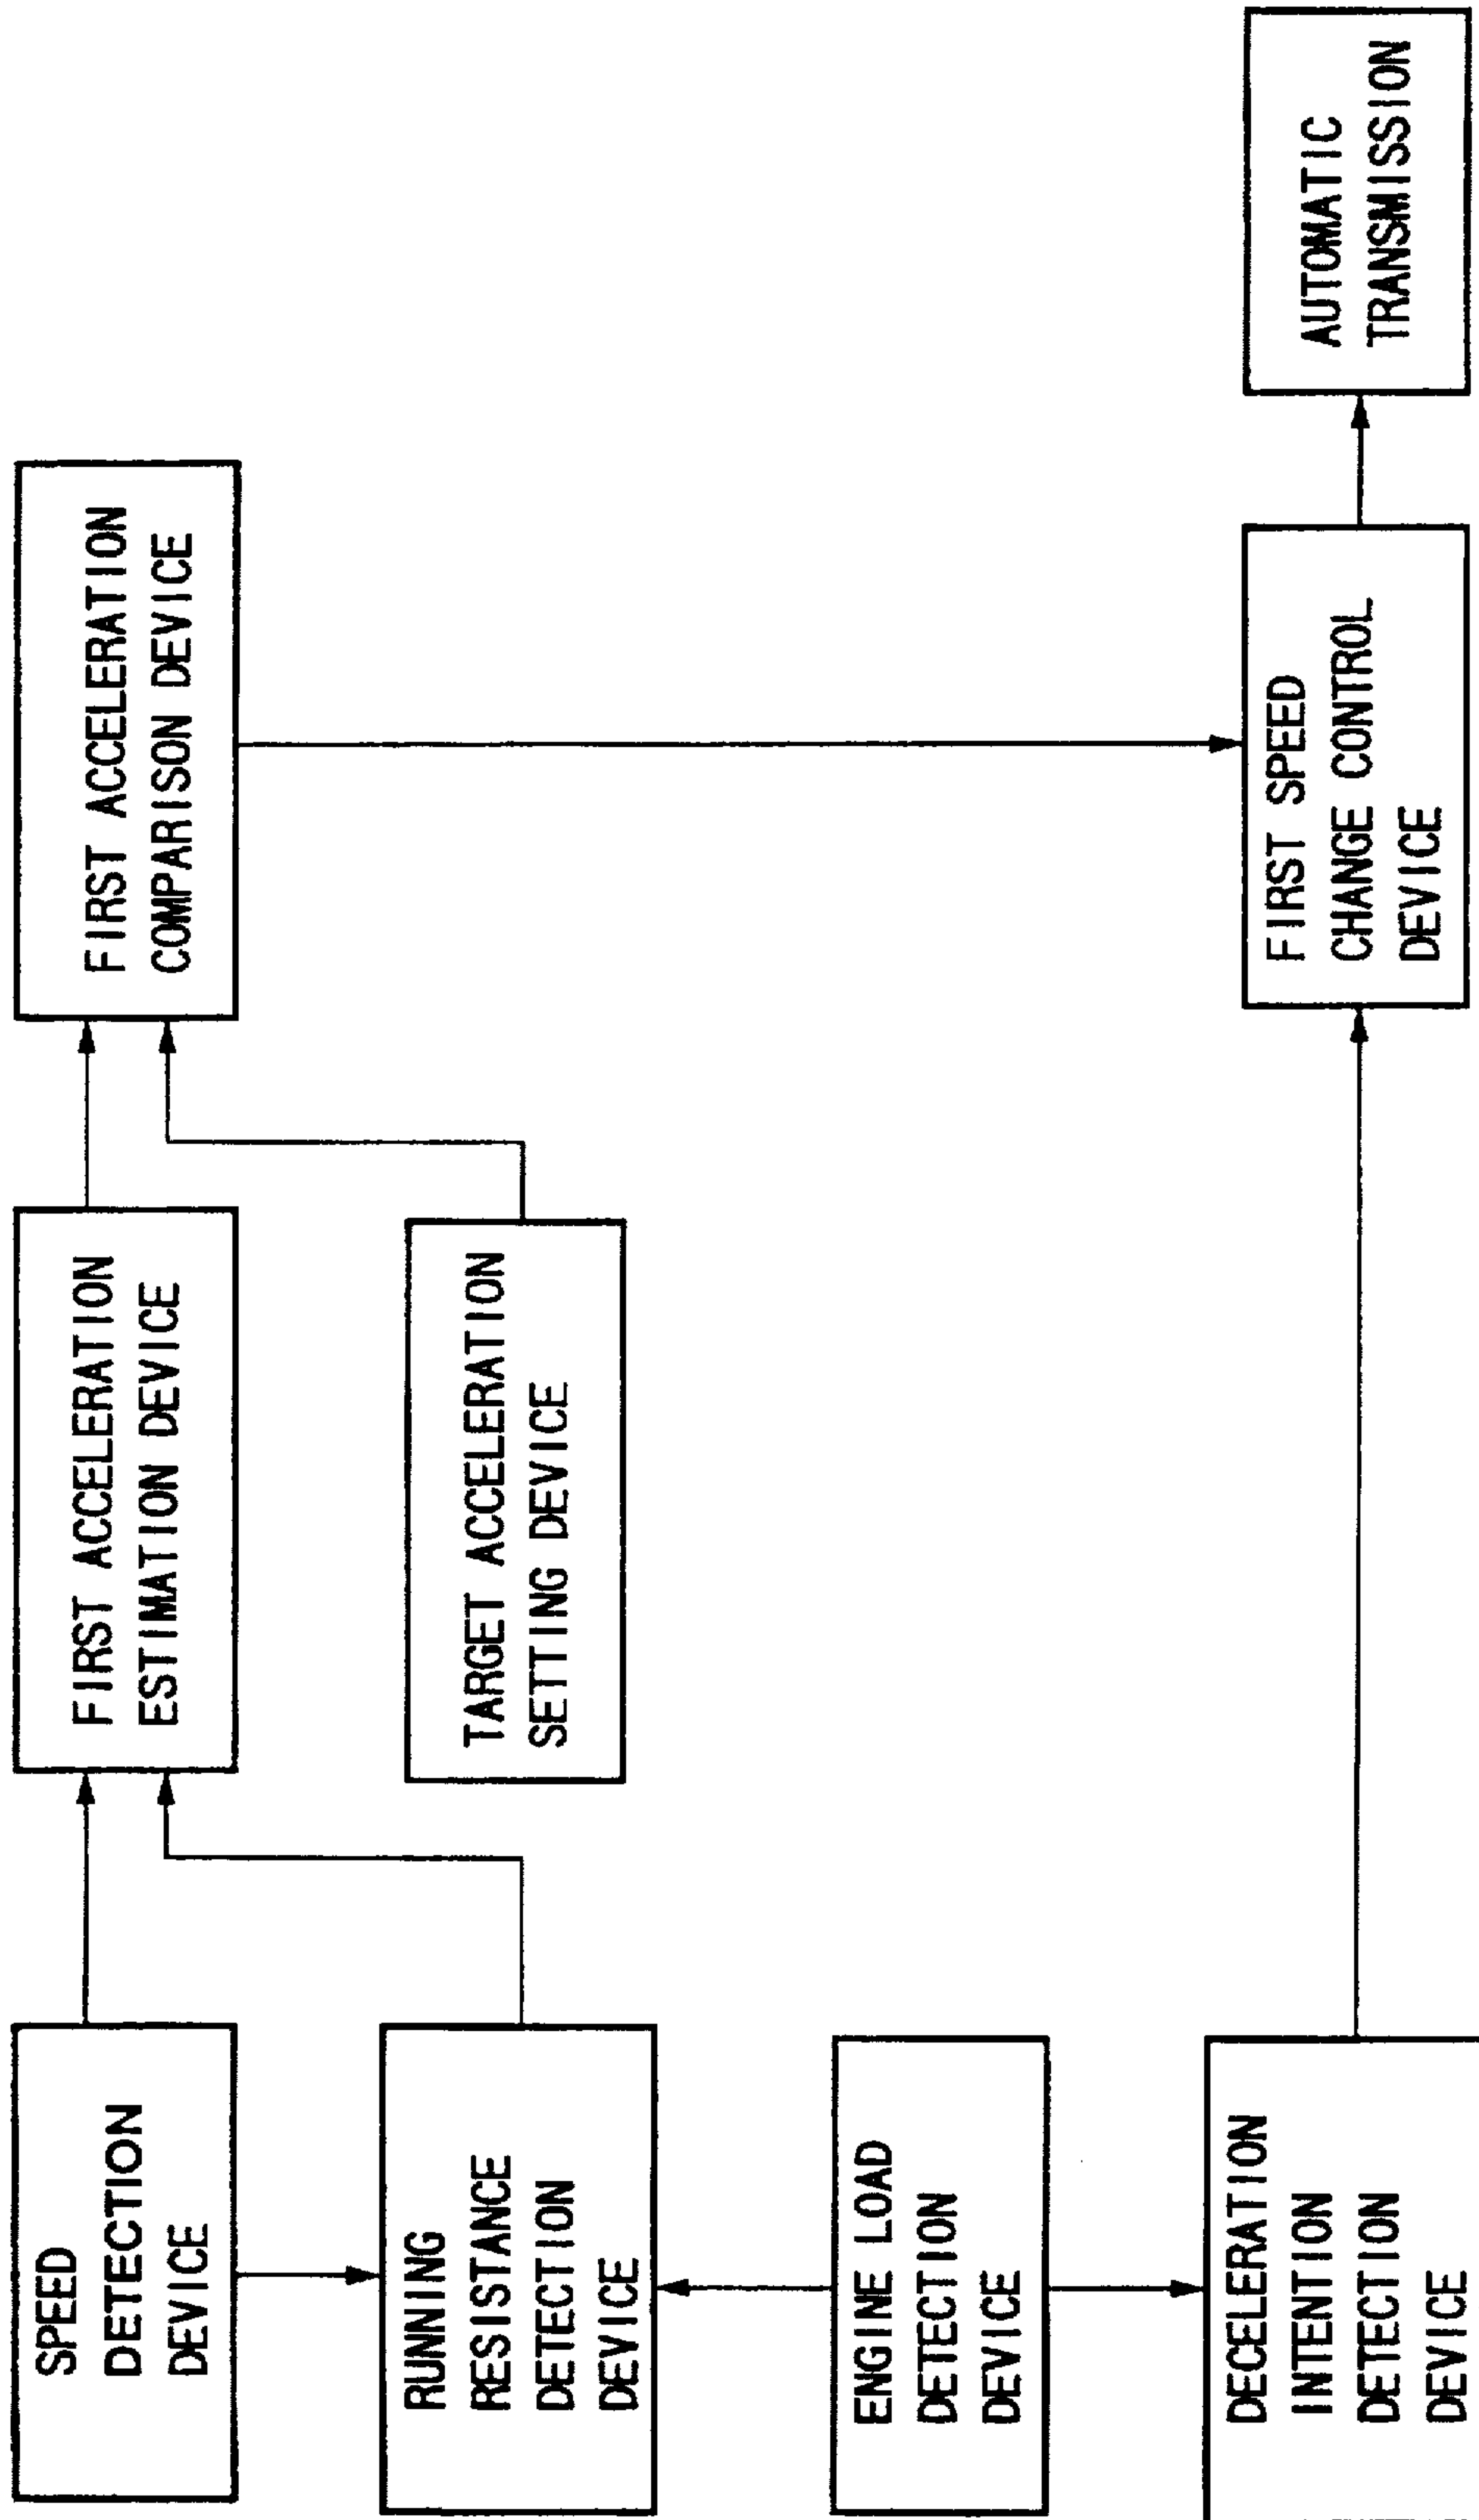 SPEED
DETECTION
DEVICE
FIRST ACCELERATION
ESTIMATION DEVICE
FIRST ACCELERATION
COMPARISON DEVICE
RUNNING
RESISTANCE
DETECTION
DEVICE
TARGET ACCELERATION
SETTING DEVICE
ENGINE LOAD
DETECTION
DEVICE
DECELERATION
INTENTION
DETECTION
DEVICE
FIRST SPEED
CHANGE CONTROL
DEVICE
AUTOMATIC
TRANSMISSION